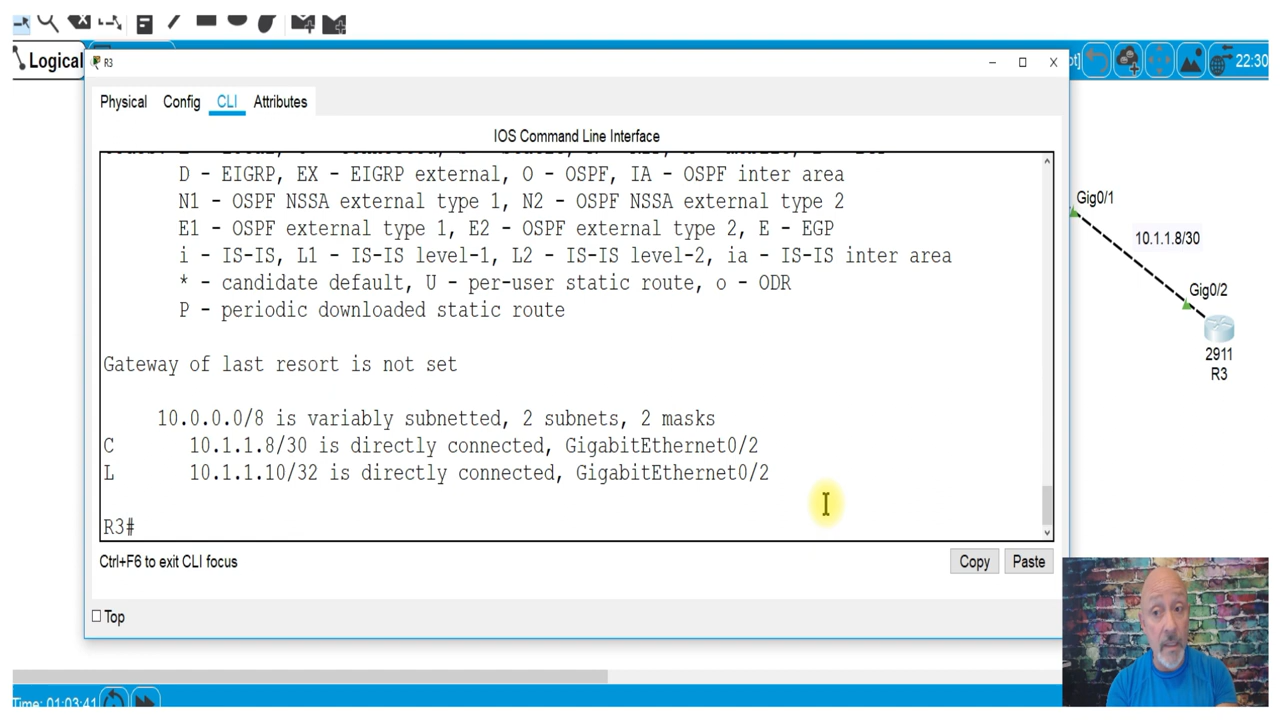 Logical
R3
22:30
Physical
Config
CLI
Attributes
IOS Command Line Interface
D - EIGRP, EX - EIGRP external, O - OSPF, IA - OSPF inter area
N1 - OSPF NSSA external type 1, N2 - OSPF NSSA external type 2
E1 - OSPF external type 1, E2 - OSPF external type 2, E - EGP
i - IS-IS, L1 - IS-IS level-1, L2 - IS-IS level-2, ia - IS-IS inter area
* - candidate default, U - per-user static route, o - ODR
P - periodic downloaded static route
Gateway of last resort is not set
10.0.0.0/8 is variably subnetted, 2 subnets, 2 masks
C 10.1.1.8/30 is directly connected, GigabitEthernet0/2
L 10.1.1.10/32 is directly connected, GigabitEthernet0/2
R3#
Ctrl+F6 to exit CLI focus
Copy
Paste
Top
Gig0/1
10.1.1.8/30
Gig0/2
2911
R3
Time: 01:03:41